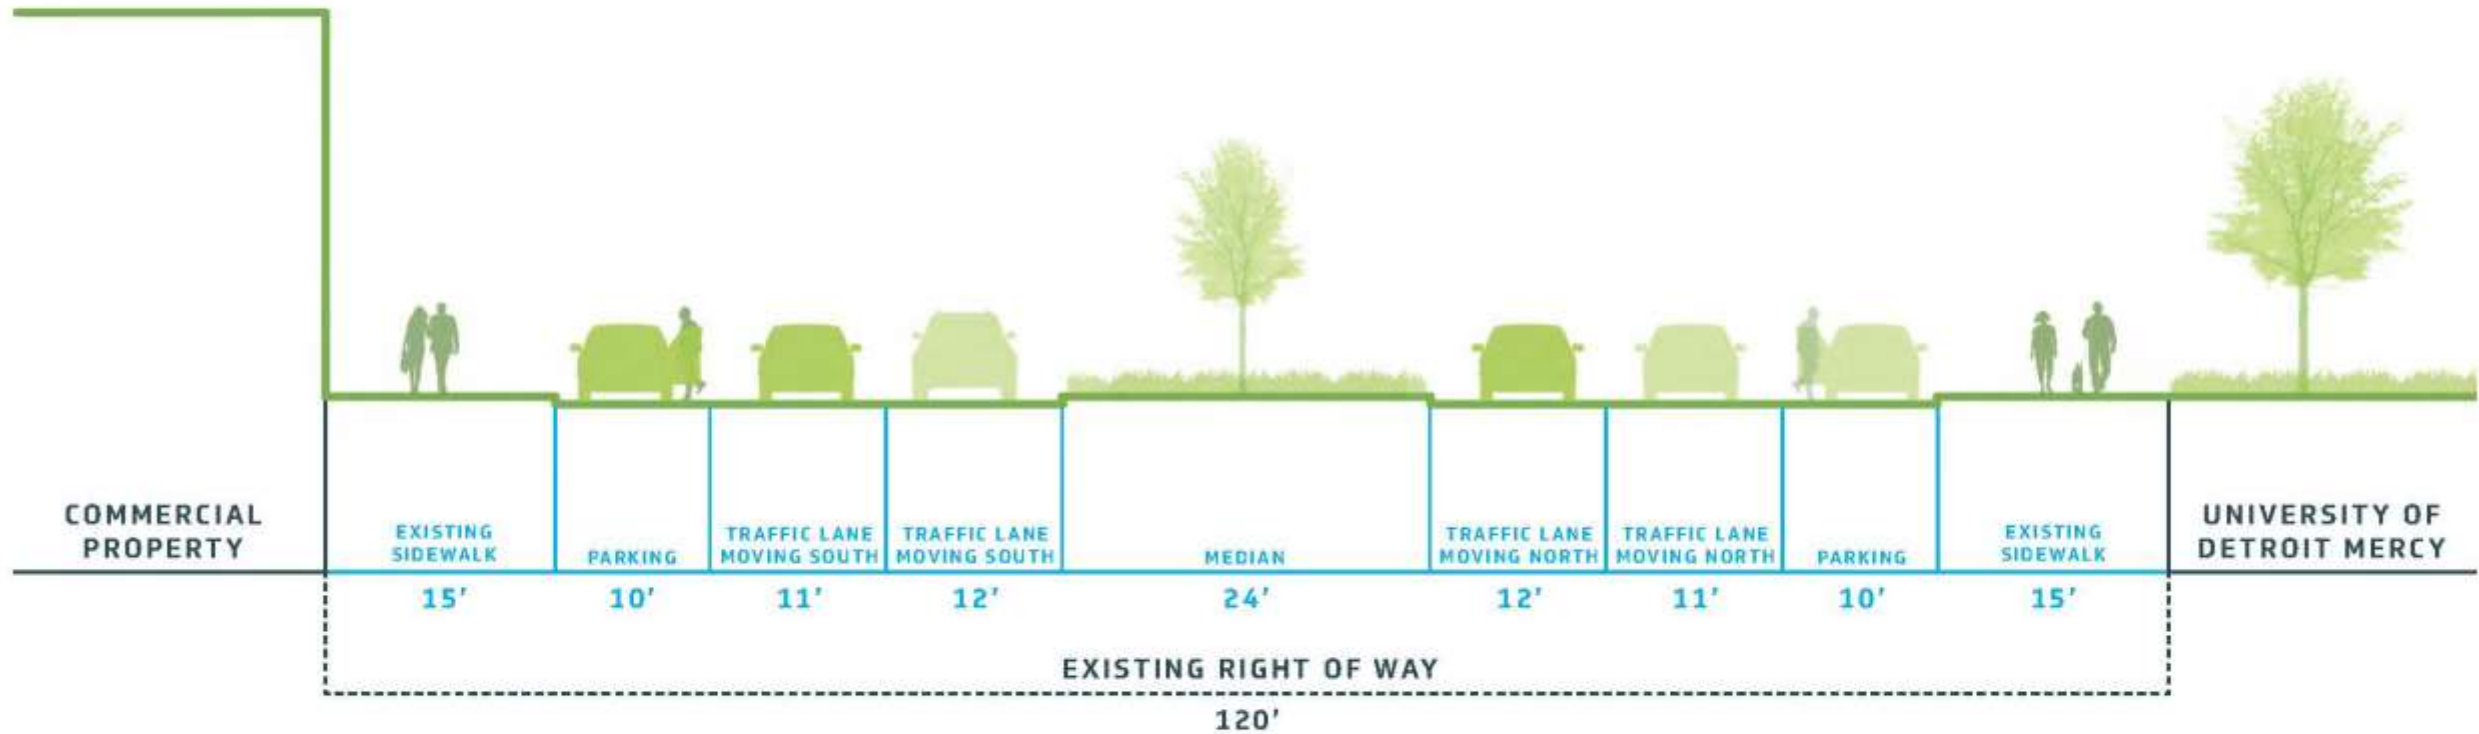 COMMERCIAL
PROPERTY
EXISTING
SIDEWALK
15'
PARKING
10'
TRAFFIC LANE
MOVING SOUTH
11'
TRAFFIC LANE
MOVING SOUTH
12'
MEDIAN
24'
TRAFFIC LANE
MOVING NORTH
12'
TRAFFIC LANE
MOVING NORTH
11'
PARKING
10'
EXISTING
SIDEWALK
15'
UNIVERSITY OF
DETROIT MERCY
EXISTING RIGHT OF WAY
120'